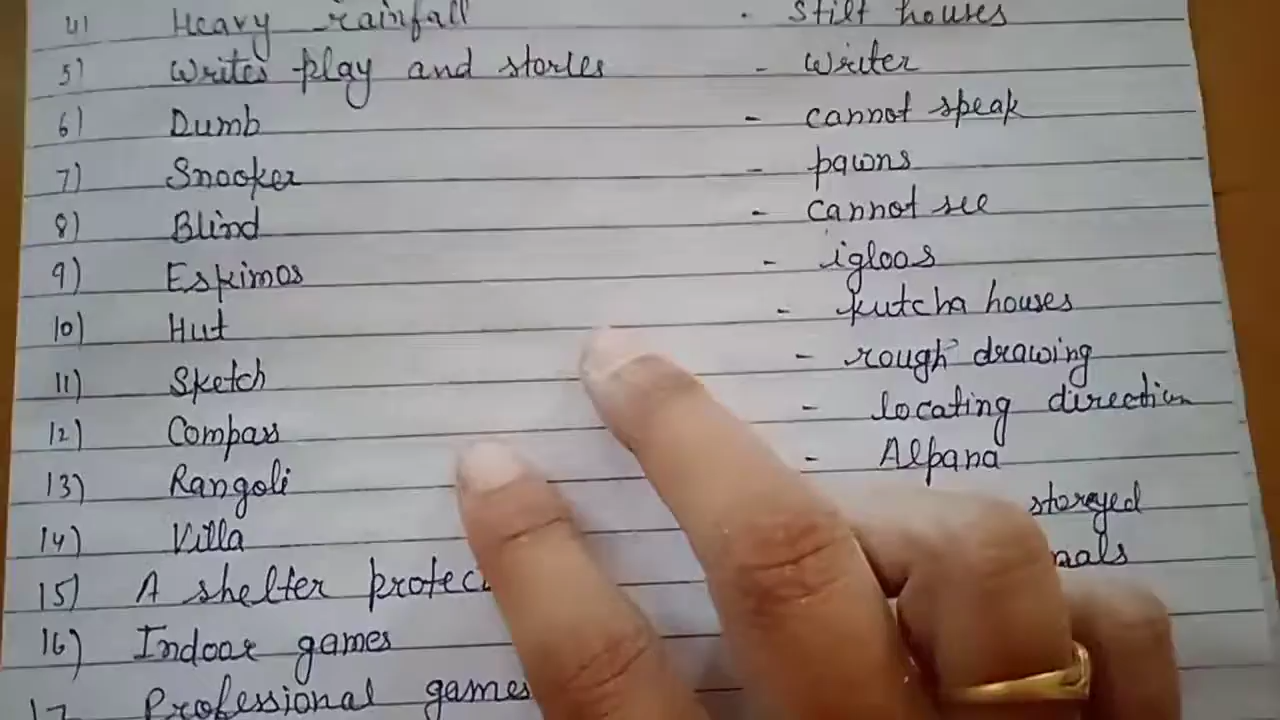 4) Heavy rainfall - Stilt houses
5) Writes play and stories - Writer
6) Dumb - cannot speak
7) Snooker - pawns
8) Blind - cannot see
9) Eskimos - igloos
10) Hut - kutcha houses
11) Sketch - rough drawing
12) Compass - locating direction
13) Rangoli - Alpana
14) Villa storeyed
15) A shelter
16) Indoor games
17 Professional games